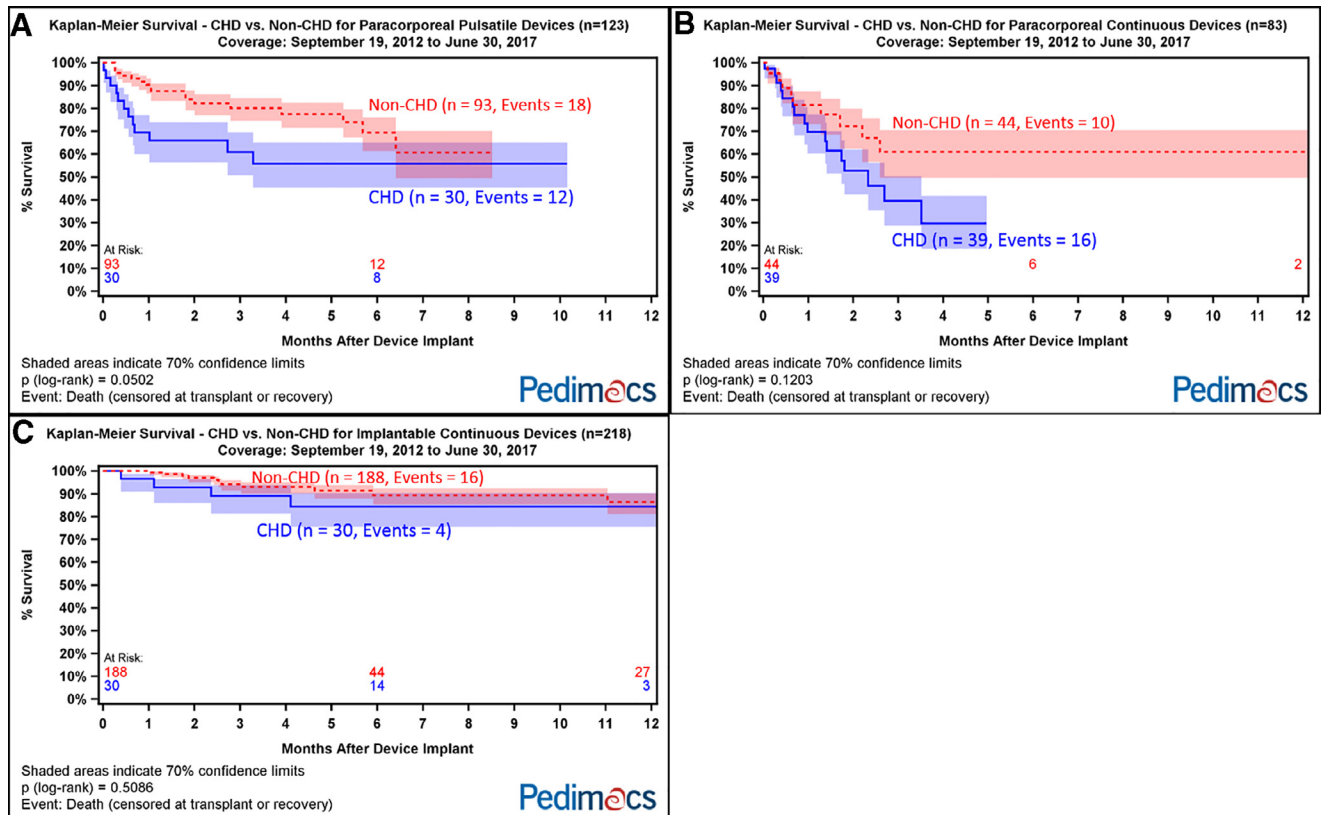 A
Kaplan-Meier Survival - CHD vs. Non-CHD for Paracorporeal Pulsatile Devices (n=123)
Coverage: September 19, 2012 to June 30, 2017
% Survival
100%
90%
80%
70%
60%
50%
40%
30%
20%
10%
0%
Non-CHD (n = 93, Events = 18)
CHD (n = 30, Events = 12)
At Risk:
93 12
30 8
0 1 2 3 4 5 6 7 8 9 10 11 12
Months After Device Implant
Shaded areas indicate 70% confidence limits
p (log-rank) = 0.0502
Event: Death (censored at transplant or recovery)
Pedimacs
B
Kaplan-Meier Survival - CHD vs. Non-CHD for Paracorporeal Continuous Devices (n=83)
Coverage: September 19, 2012 to June 30, 2017
% Survival
100%
90%
80%
70%
60%
50%
40%
30%
20%
10%
0%
Non-CHD (n = 44, Events = 10)
CHD (n = 39, Events = 16)
At Risk:
44 6 2
39
0 1 2 3 4 5 6 7 8 9 10 11 12
Months After Device Implant
Shaded areas indicate 70% confidence limits
p (log-rank) = 0.1203
Event: Death (censored at transplant or recovery)
Pedimacs
C
Kaplan-Meier Survival - CHD vs. Non-CHD for Implantable Continuous Devices (n=218)
Coverage: September 19, 2012 to June 30, 2017
% Survival
100%
90%
80%
70%
60%
50%
40%
30%
20%
10%
0%
Non-CHD (n = 188, Events = 16)
CHD (n = 30, Events = 4)
At Risk:
188 44 27
30 14 3
0 1 2 3 4 5 6 7 8 9 10 11 12
Months After Device Implant
Shaded areas indicate 70% confidence limits
p (log-rank) = 0.5086
Event: Death (censored at transplant or recovery)
Pedimacs